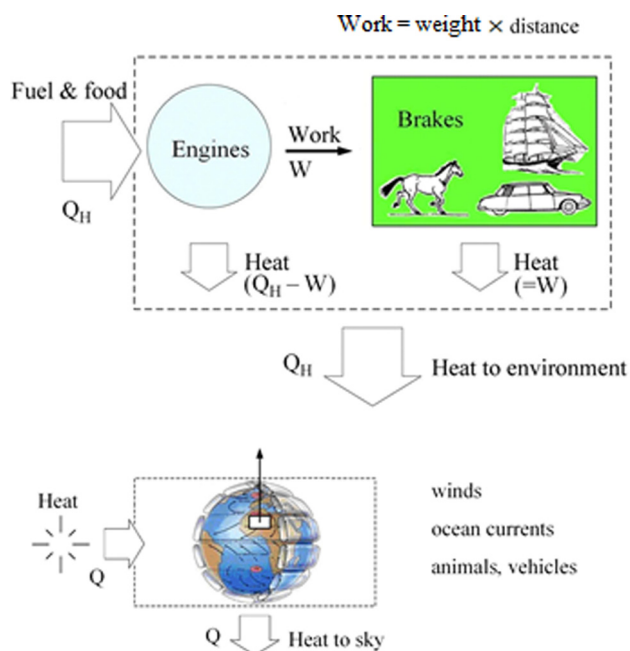 Work = weight × distance
Fuel & food
Engines
Work
W
Brakes
Q_H
Heat
(Q_H – W)
Heat
(=W)
Q_H
Heat to environment
Heat
Q
winds
ocean currents
animals, vehicles
Q
Heat to sky